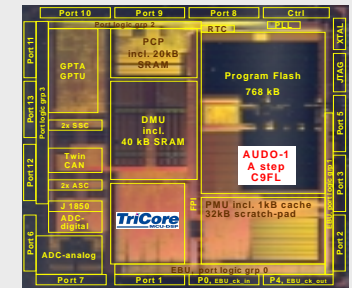 Port 10
Port 9
Port 8
Ctrl
Port logic grp 2
RTC
PLL
XTAL
Port 11
GPTA
GPTU
PCP
incl. 20kB
SRAM
Program Flash
768 kB
JTAG
Port logic grp 3
Port 13
DMU
incl.
40 kB SRAM
Port 5
2x SSC
Twin
CAN
AUDO-1
A step
C9FL
Port 12
2x ASC
EBU, port logic grp 1
Port 3
J 1850
ADC-
digital
TriCore
MCU-DSP
FPI
PMU incl. 1kB cache
32kB scratch-pad
Port 6
ADC-analog
Port 2
EBU, port logic grp 0
Port 7
Port 1
P0, EBU_ck_in
P4, EBU_ck_out